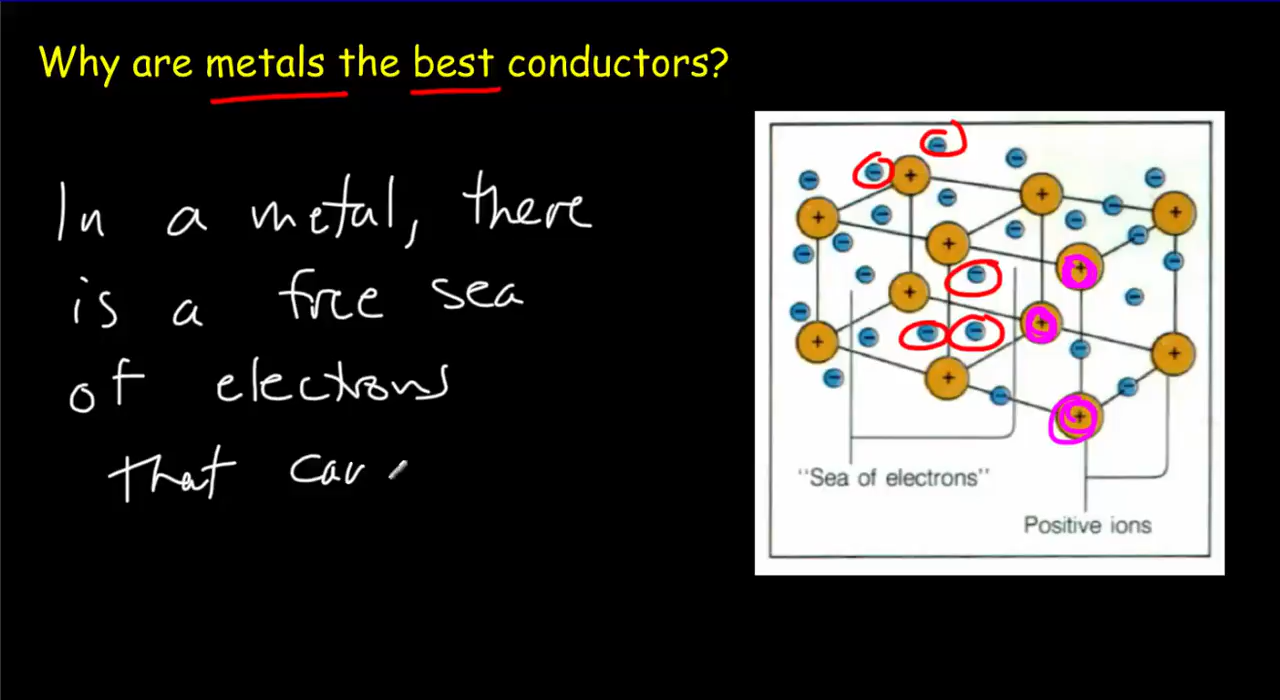 Why are metals the best conductors?
In a metal, there
is a free sea
of electrons
that
"Sea of electrons"
Positive ions